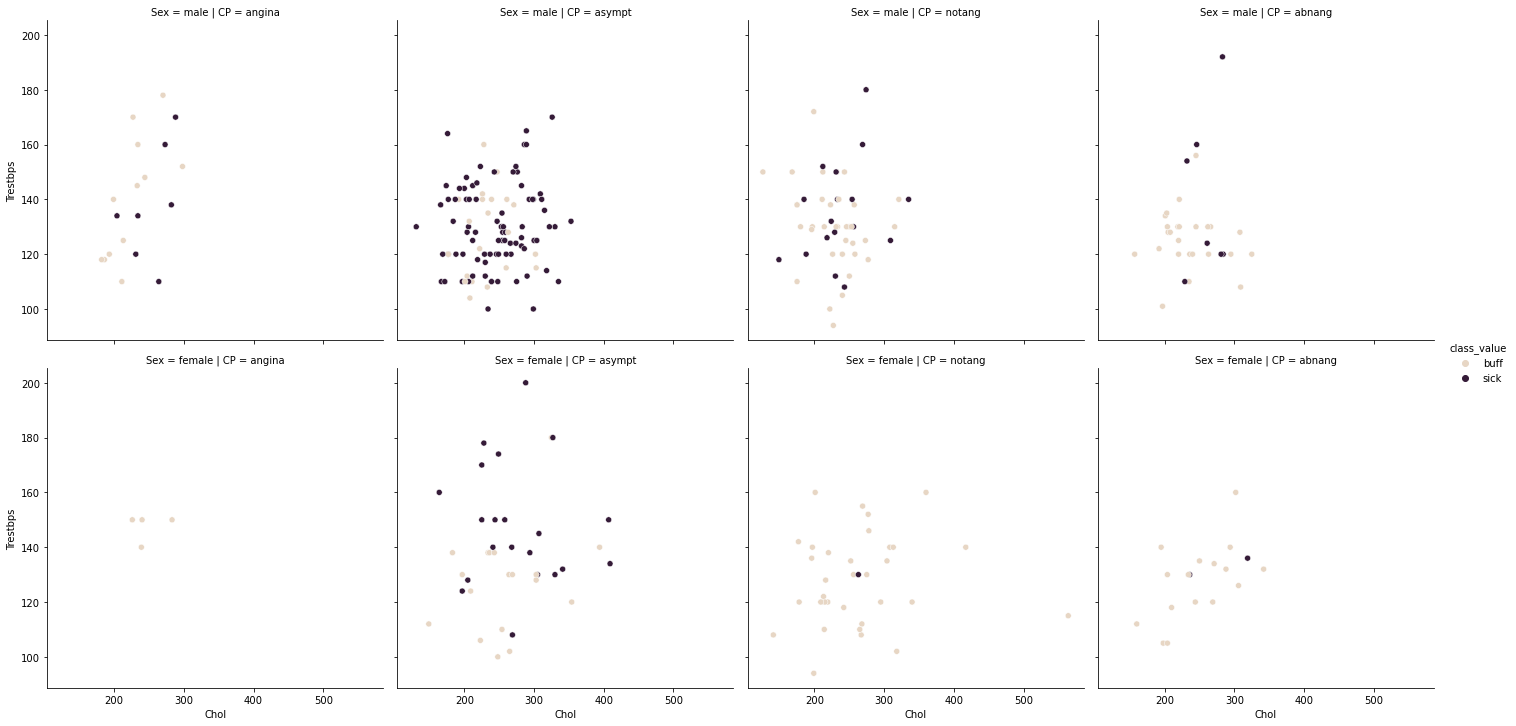 Sex = male | CP = angina
Sex = male | CP = asympt
Sex = male | CP = notang
Sex = male | CP = abnang
200
180
160
140
120
100
Trestbps
Sex = female | CP = angina
Sex = female | CP = asympt
Sex = female | CP = notang
Sex = female | CP = abnang
class_value
buff
sick
200
180
160
140
120
100
Trestbps
200 300 400 500
200 300 400 500
200 300 400 500
200 300 400 500
Chol
Chol
Chol
Chol